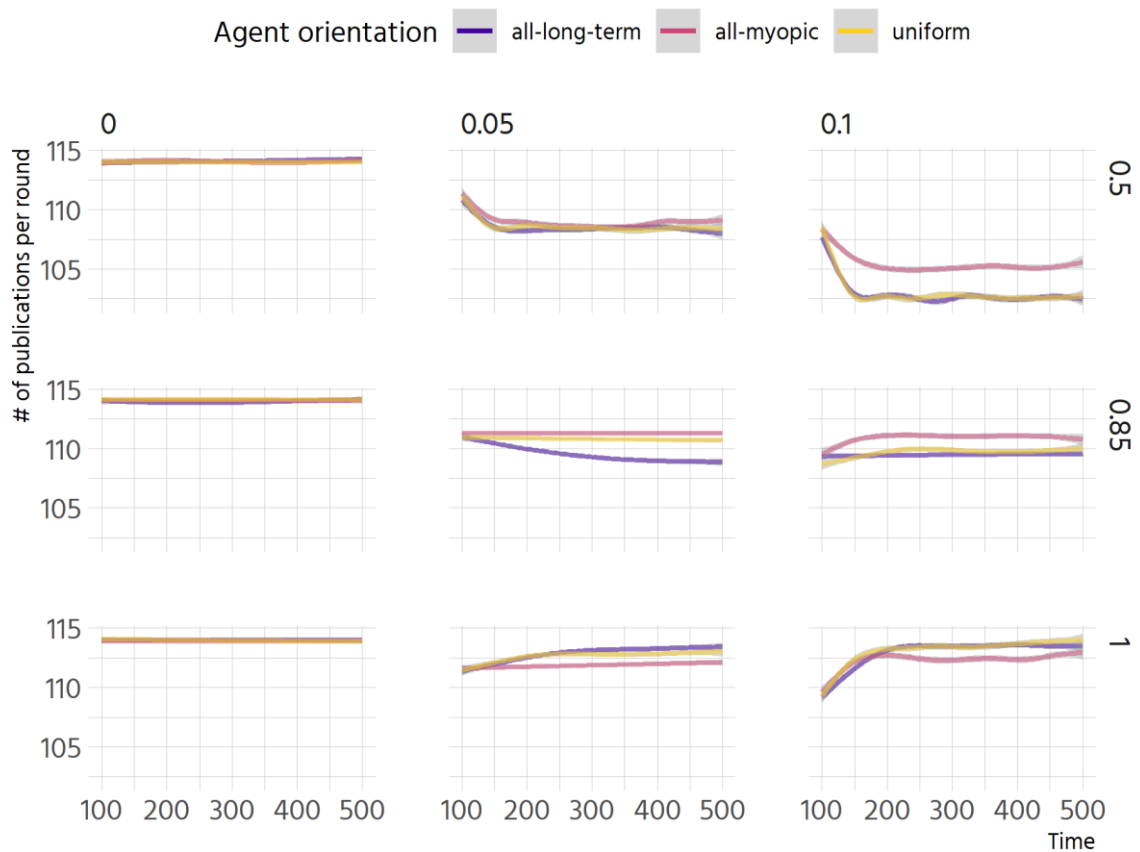 Agent orientation all-long-term all-myopic uniform
0 0.05 0.1
# of publications per round
115
110
105
0.5
115
110
105
0.85
115
110
105
1
100 200 300 400 500 100 200 300 400 500 100 200 300 400 500
Time